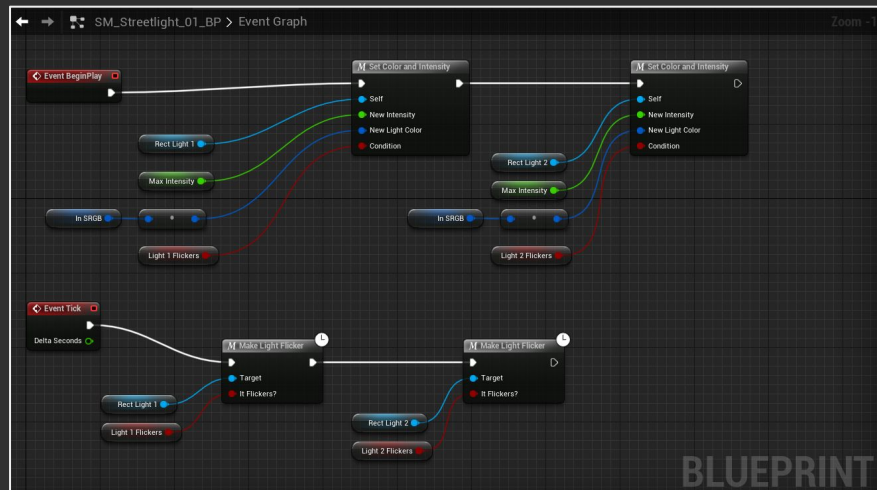 SM_Streetlight_01_BP > Event Graph
Zoom -1
Event BeginPlay
M Set Color and Intensity
Self
New Intensity
New Light Color
Condition
Rect Light 1
Max Intensity
In SRGB
Light 1 Flickers
M Set Color and Intensity
Self
New Intensity
New Light Color
Condition
Rect Light 2
Max Intensity
In SRGB
Light 2 Flickers
Event Tick
Delta Seconds
M Make Light Flicker
Target
It Flickers?
Rect Light 1
Light 1 Flickers
M Make Light Flicker
Target
It Flickers?
Rect Light 2
Light 2 Flickers
BLUEPRINT